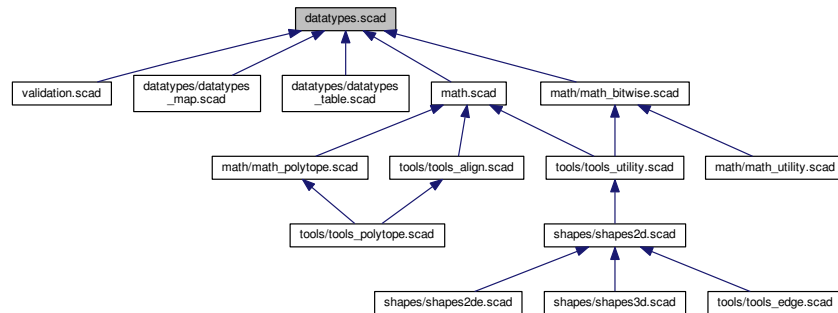 datatypes.scad
validation.scad
datatypes/datatypes
_map.scad
datatypes/datatypes
_table.scad
math.scad
math/math_bitwise.scad
math/math_polytope.scad
tools/tools_align.scad
tools/tools_utility.scad
math/math_utility.scad
tools/tools_polytope.scad
shapes/shapes2d.scad
shapes/shapes2de.scad
shapes/shapes3d.scad
tools/tools_edge.scad